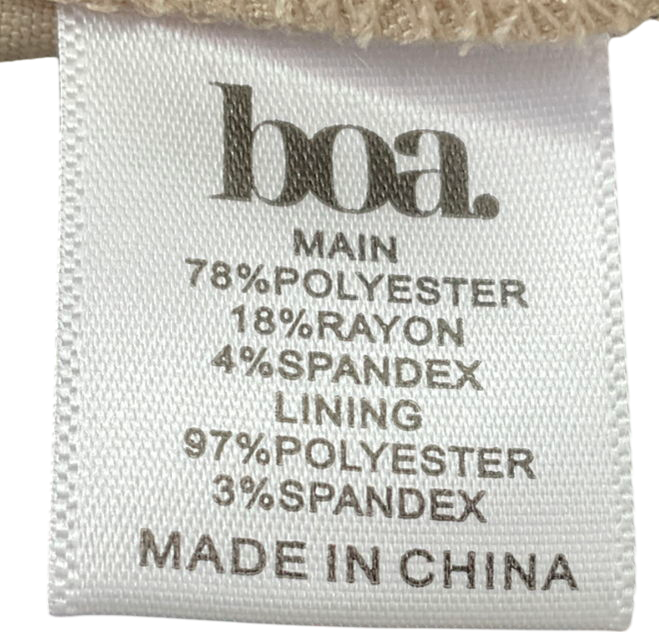 boa.
MAIN
78%POLYESTER
18%RAYON
4%SPANDEX
LINING
97%POLYESTER
3%SPANDEX
MADE IN CHINA